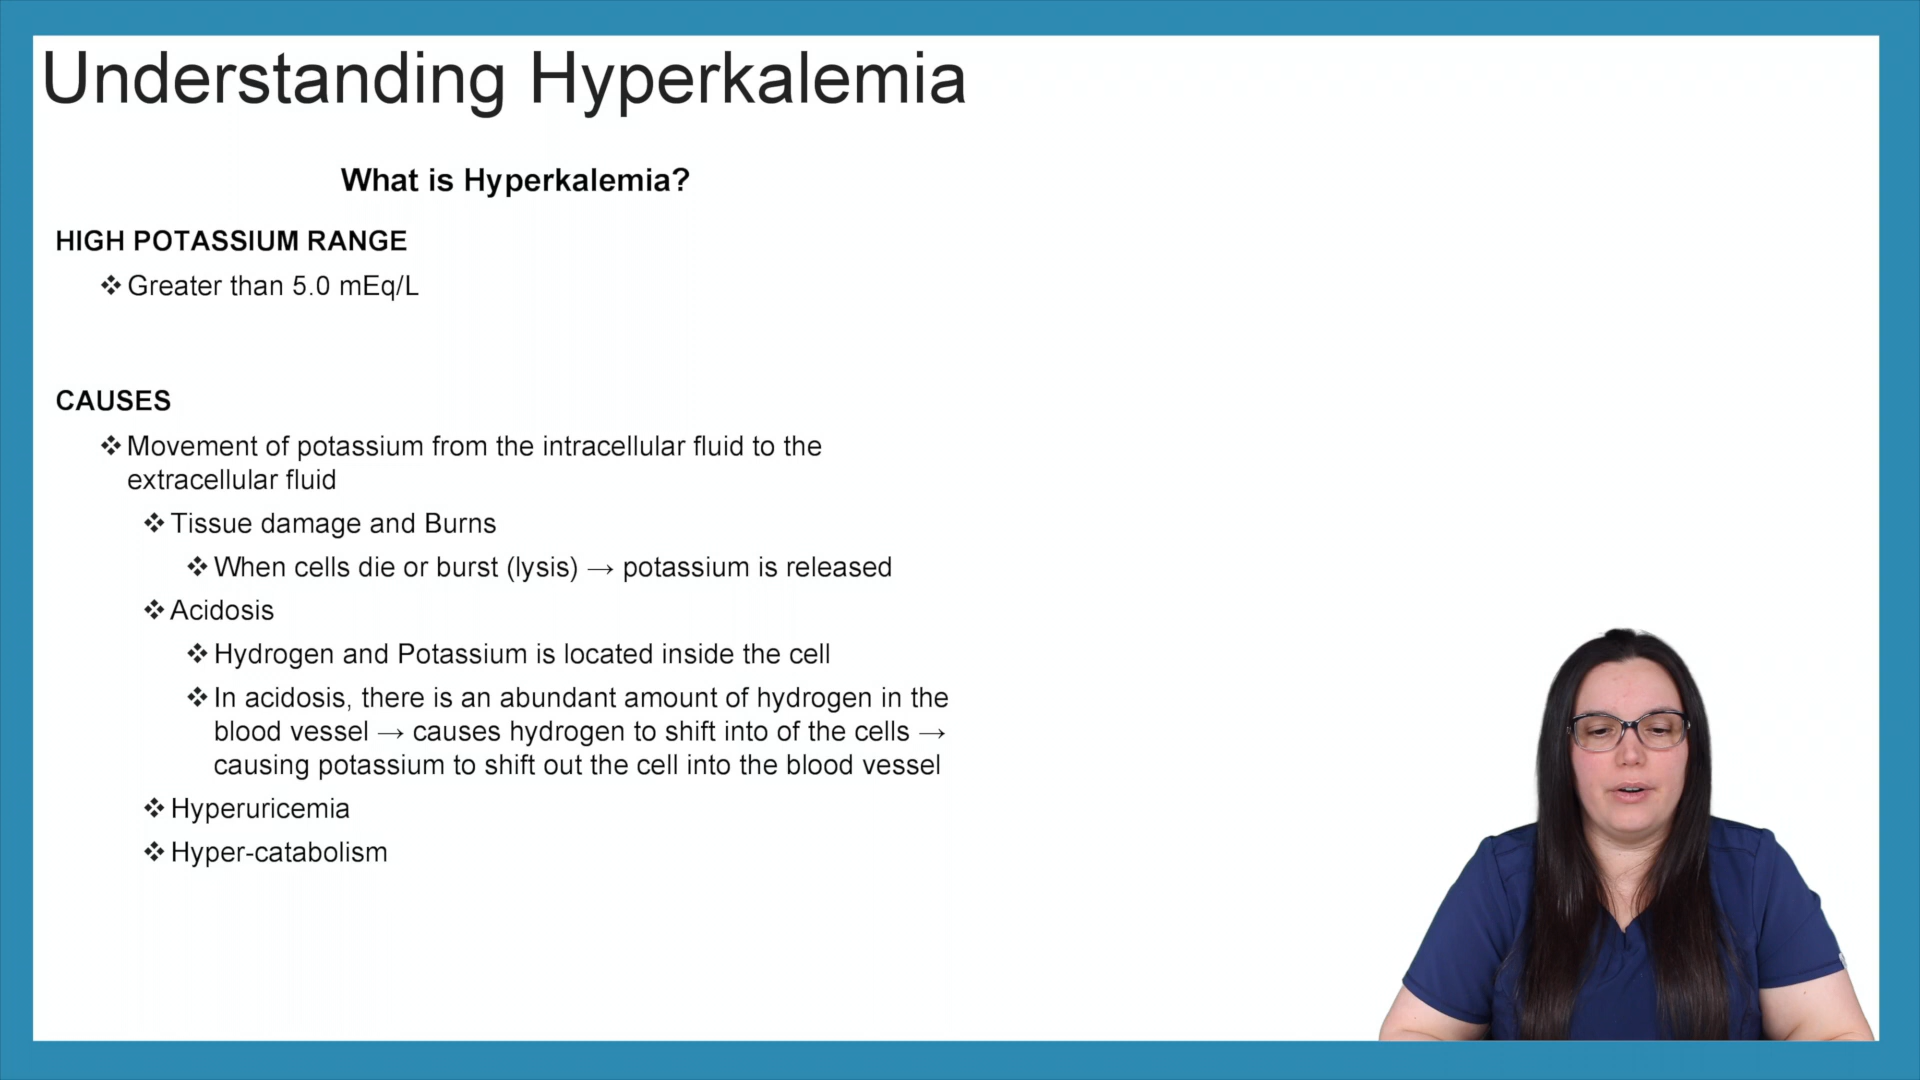 Understanding Hyperkalemia
What is Hyperkalemia?
HIGH POTASSIUM RANGE
❖ Greater than 5.0 mEq/L
CAUSES
❖ Movement of potassium from the intracellular fluid to the
extracellular fluid
❖ Tissue damage and Burns
❖ When cells die or burst (lysis) → potassium is released
❖ Acidosis
❖ Hydrogen and Potassium is located inside the cell
❖ In acidosis, there is an abundant amount of hydrogen in the
blood vessel → causes hydrogen to shift into of the cells →
causing potassium to shift out the cell into the blood vessel
❖ Hyperuricemia
❖ Hyper-catabolism